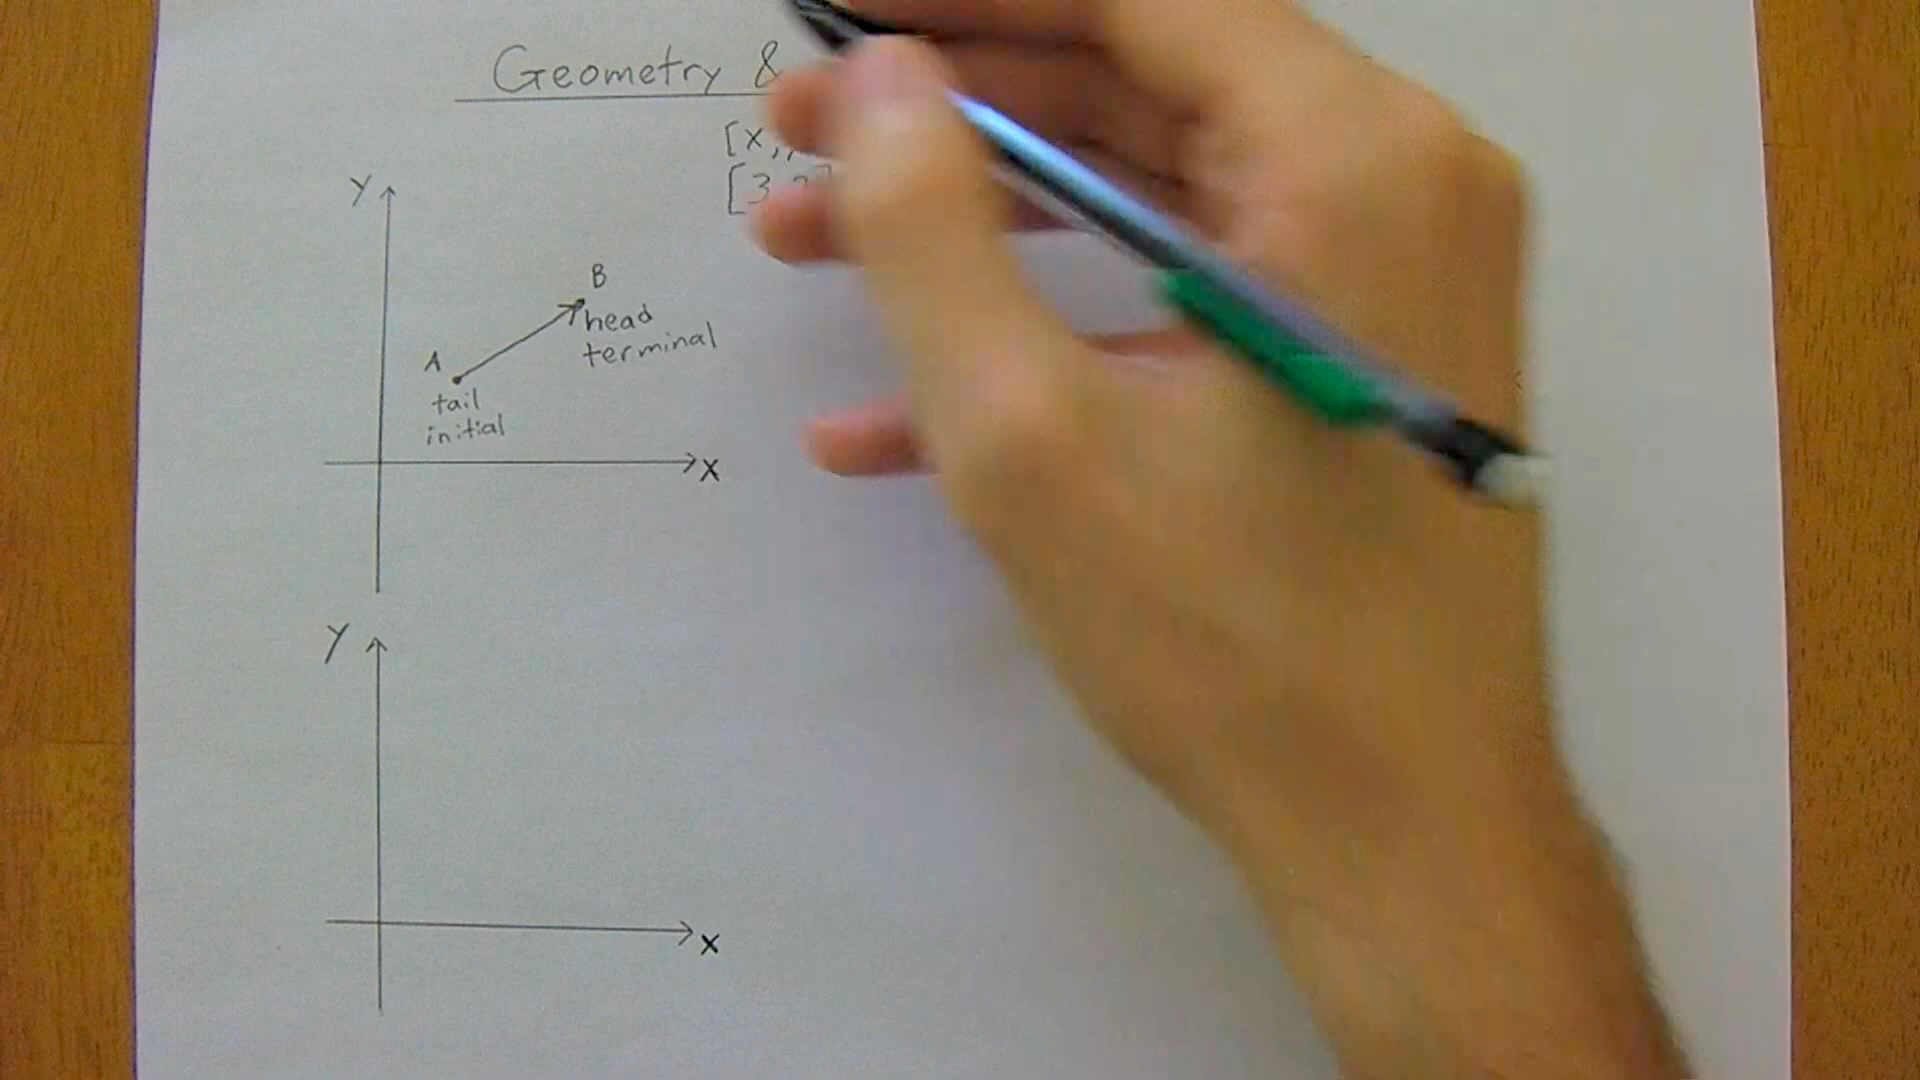 Geometry &
[x,
[3
y
B
head
terminal
A
tail
initial
x
y
x